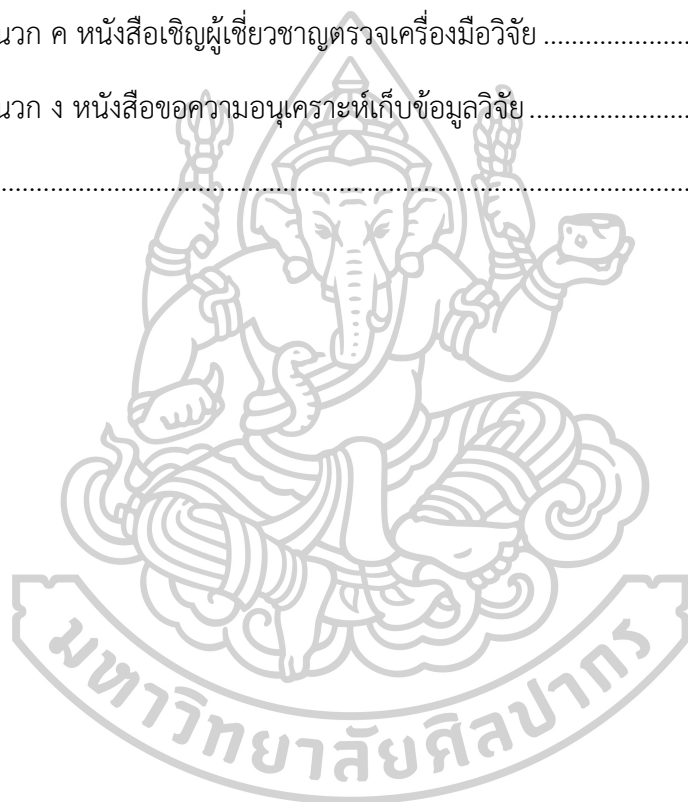 นวก ค หนังสือเชิญผู้เชี่ยวชาญตรวจเครื่องมือวิจัย ........................
นวก ง หนังสือขอความอนุเคราะห์เก็บข้อมูลวิจัย ..........................
.....................................................................................................................
มหาวิทยาลัยศิลปากร